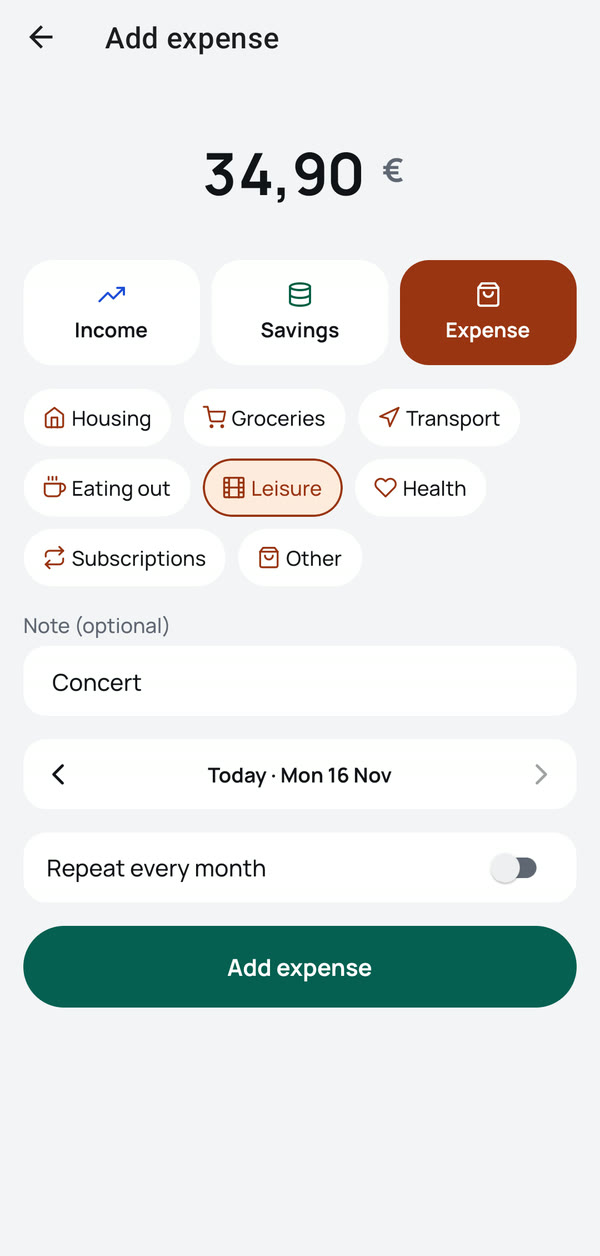 Add expense
34,90 €
Income Savings Expense
Housing Groceries Transport
Eating out Leisure Health
Subscriptions Other
Note (optional)
Concert
Today · Mon 16 Nov
Repeat every month
Add expense